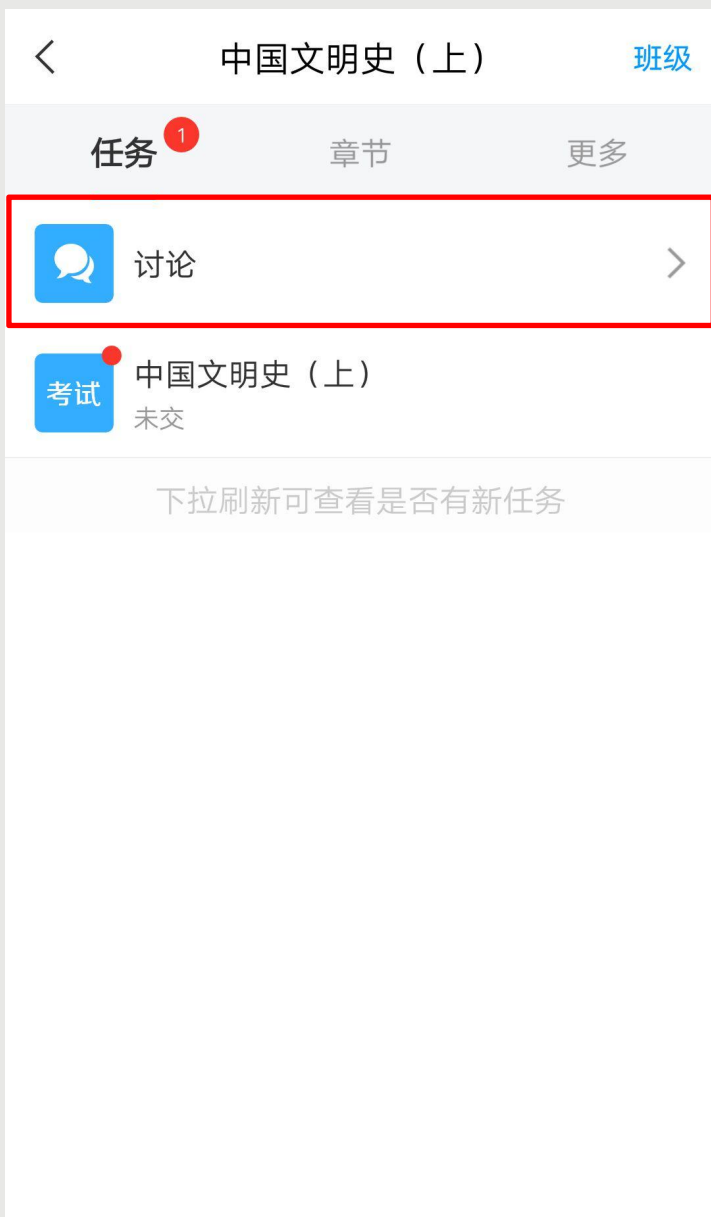 中国文明史（上）
班级
任务 1
章节
更多
讨论
考试
中国文明史（上）
未交
下拉刷新可查看是否有新任务